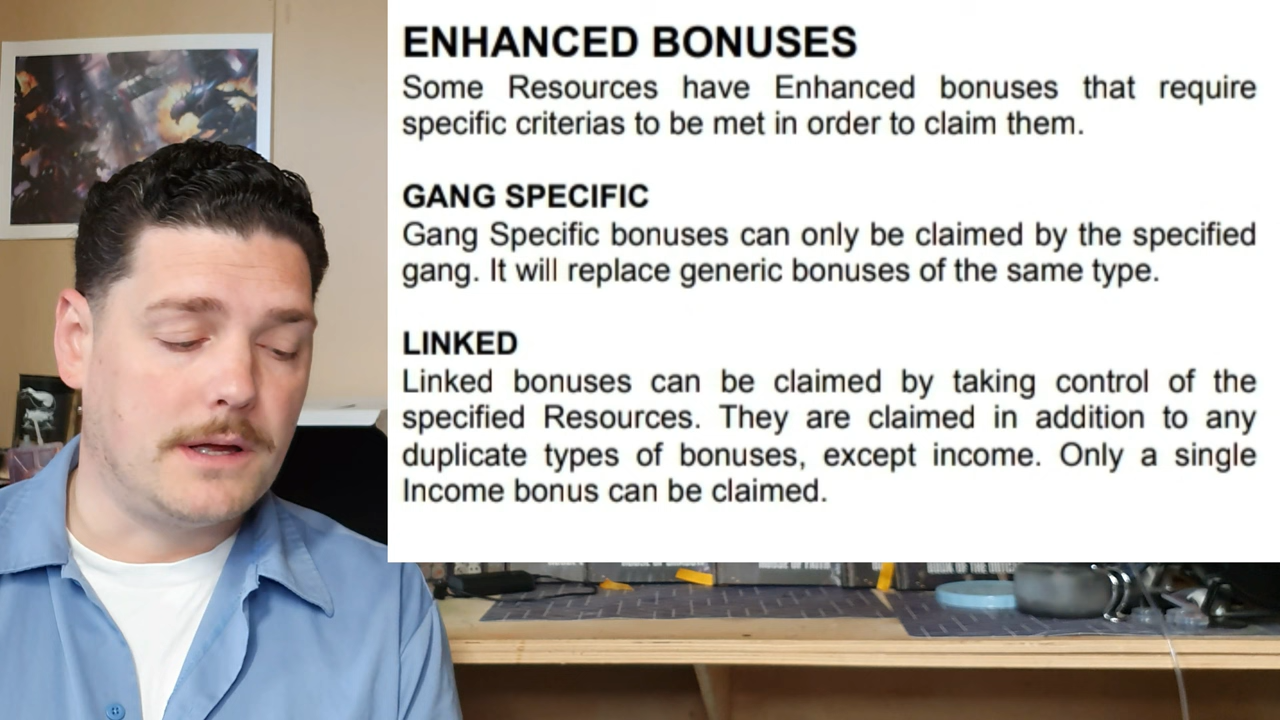 ENHANCED BONUSES
Some Resources have Enhanced bonuses that require
specific criterias to be met in order to claim them.
GANG SPECIFIC
Gang Specific bonuses can only be claimed by the specified
gang. It will replace generic bonuses of the same type.
LINKED
Linked bonuses can be claimed by taking control of the
specified Resources. They are claimed in addition to any
duplicate types of bonuses, except income. Only a single
Income bonus can be claimed.